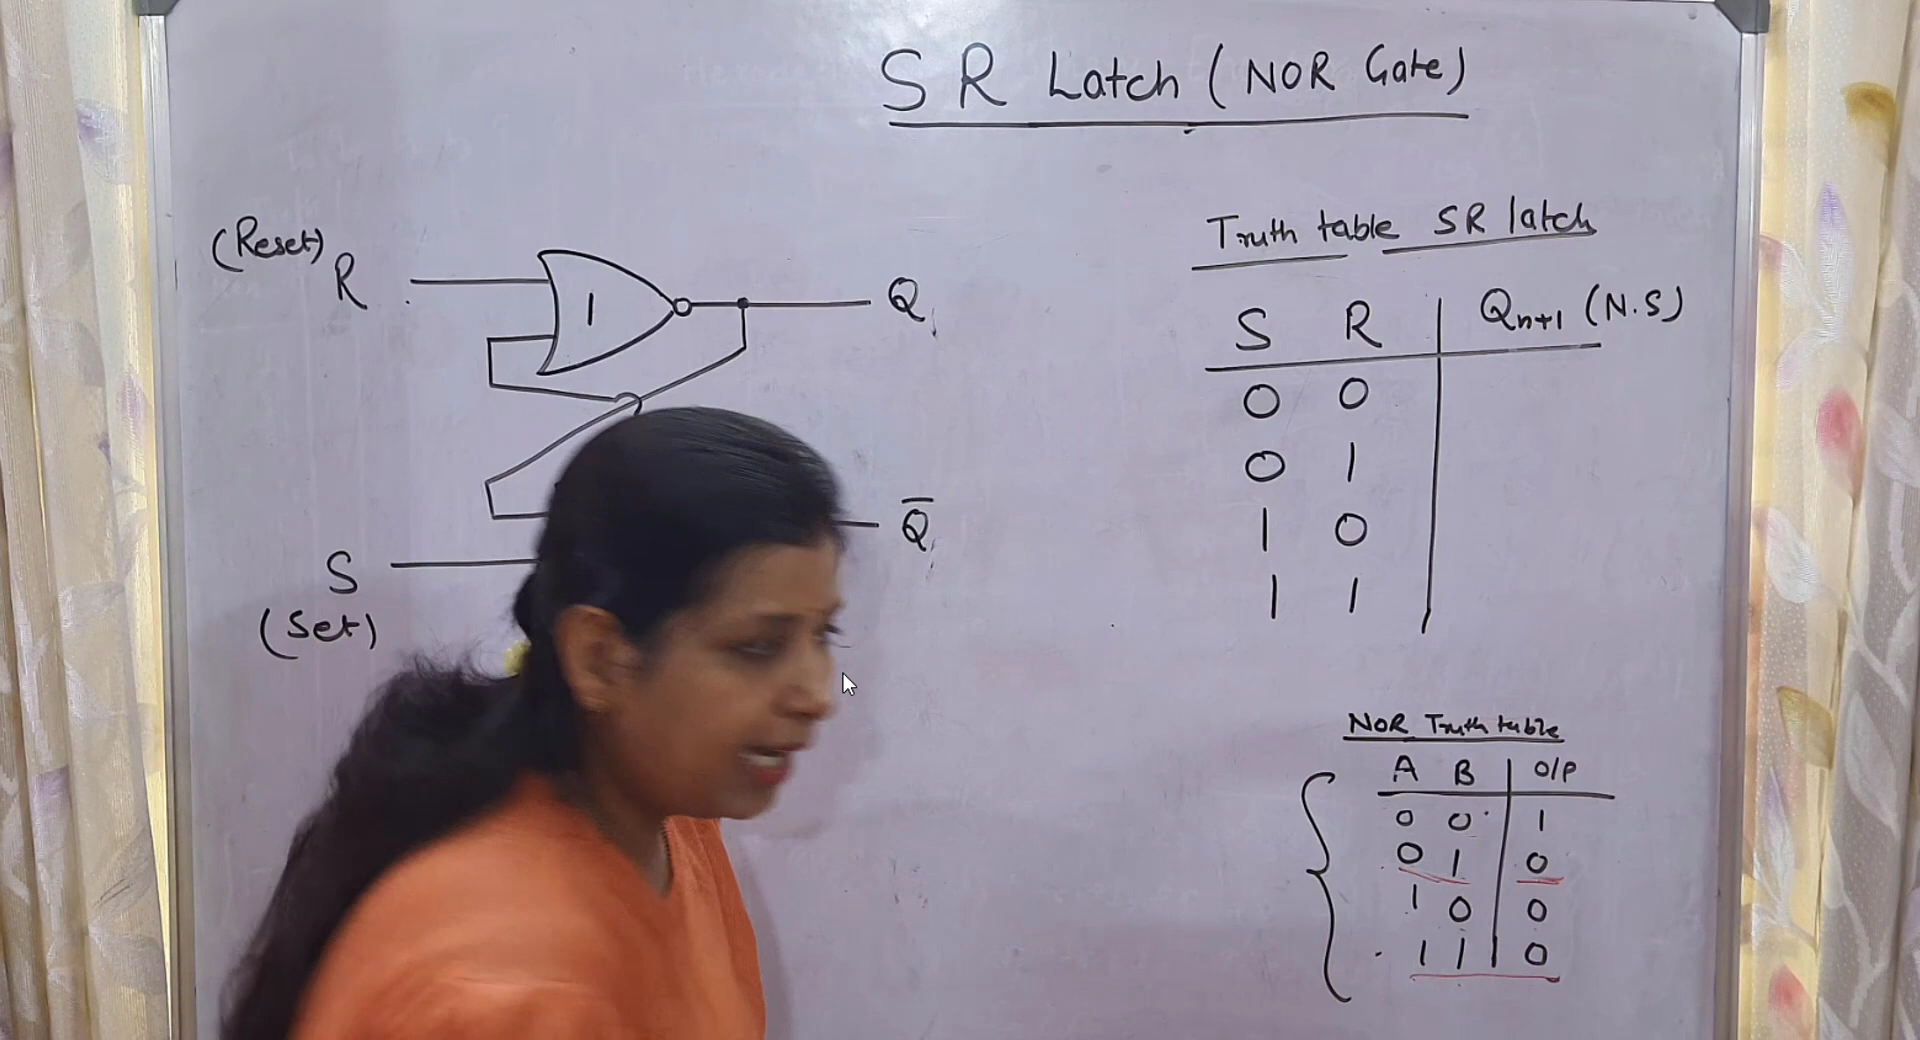 SR Latch (NOR Gate)
(Reset) R
1
Q
Q̅
S
(Set)
Truth table SR latch
S R Qn+1 (N.S)
0 0
0 1
1 0
1 1
NOR Truth table
A B O/P
0 0 1
0 1 0
1 0 0
1 1 0